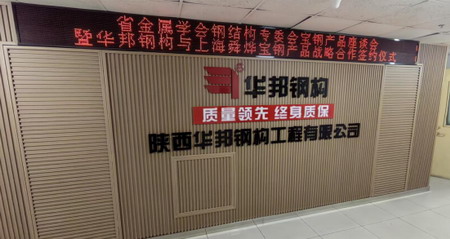 省金属学会钢结构专委会宝钢产品座谈会
暨华邦钢构与上海舜烨宝钢产品战略合作签约仪式
华邦钢构
质量领先 终身质保
陕西华邦钢构工程有限公司